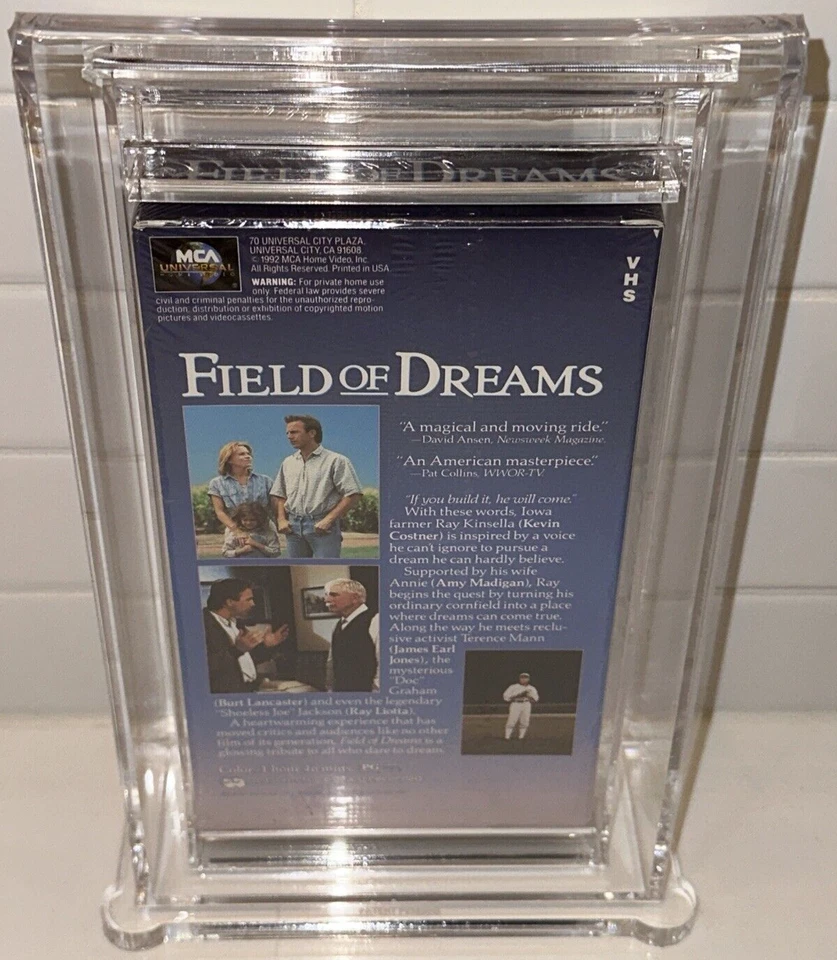 FIELD OF DREAMS
MCA
UNIVERSAL
HOME VIDEO
70 UNIVERSAL CITY PLAZA,
UNIVERSAL CITY, CA 91608
© 1992 MCA Home Video, Inc.
All Rights Reserved. Printed in USA
WARNING: For private home use
only. Federal law provides severe
civil and criminal penalties for the unauthorized repro-
duction, distribution or exhibition of copyrighted motion
pictures and videocassettes.
VHS
FIELD OF DREAMS
"A magical and moving ride."
—David Ansen, Newsweek Magazine.
"An American masterpiece."
—Pat Collins, WWOR-TV
"If you build it, he will come."
With these words, Iowa
farmer Ray Kinsella (Kevin
Costner) is inspired by a voice
he can't ignore to pursue a
dream he can hardly believe.
Supported by his wife
Annie (Amy Madigan), Ray
begins the quest by turning his
ordinary cornfield into a place
where dreams can come true.
Along the way he meets reclu-
sive activist Terence Mann
(James Earl
Jones), the
mysterious
"Doc"
Graham
(Burt Lancaster) and even the legendary
"Shoeless Joe" Jackson (Ray Liotta).
A heartwarming experience that has
moved critics and audiences like no other
film of its generation, Field of Dreams is a
glowing tribute to all who dare to dream.
Color-1 hour 46 mins. PG